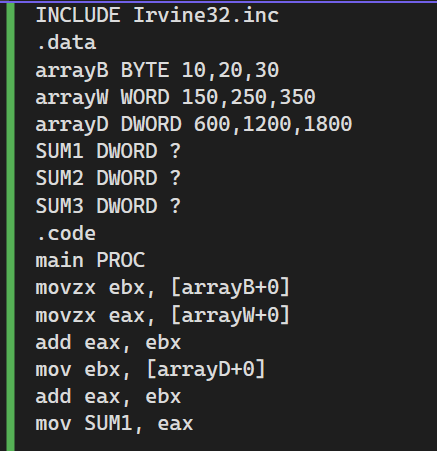 INCLUDE Irvine32.inc
.data
arrayB BYTE 10,20,30
arrayW WORD 150,250,350
arrayD DWORD 600,1200,1800
SUM1 DWORD ?
SUM2 DWORD ?
SUM3 DWORD ?
.code
main PROC
movzx ebx, [arrayB+0]
movzx eax, [arrayW+0]
add eax, ebx
mov ebx, [arrayD+0]
add eax, ebx
mov SUM1, eax